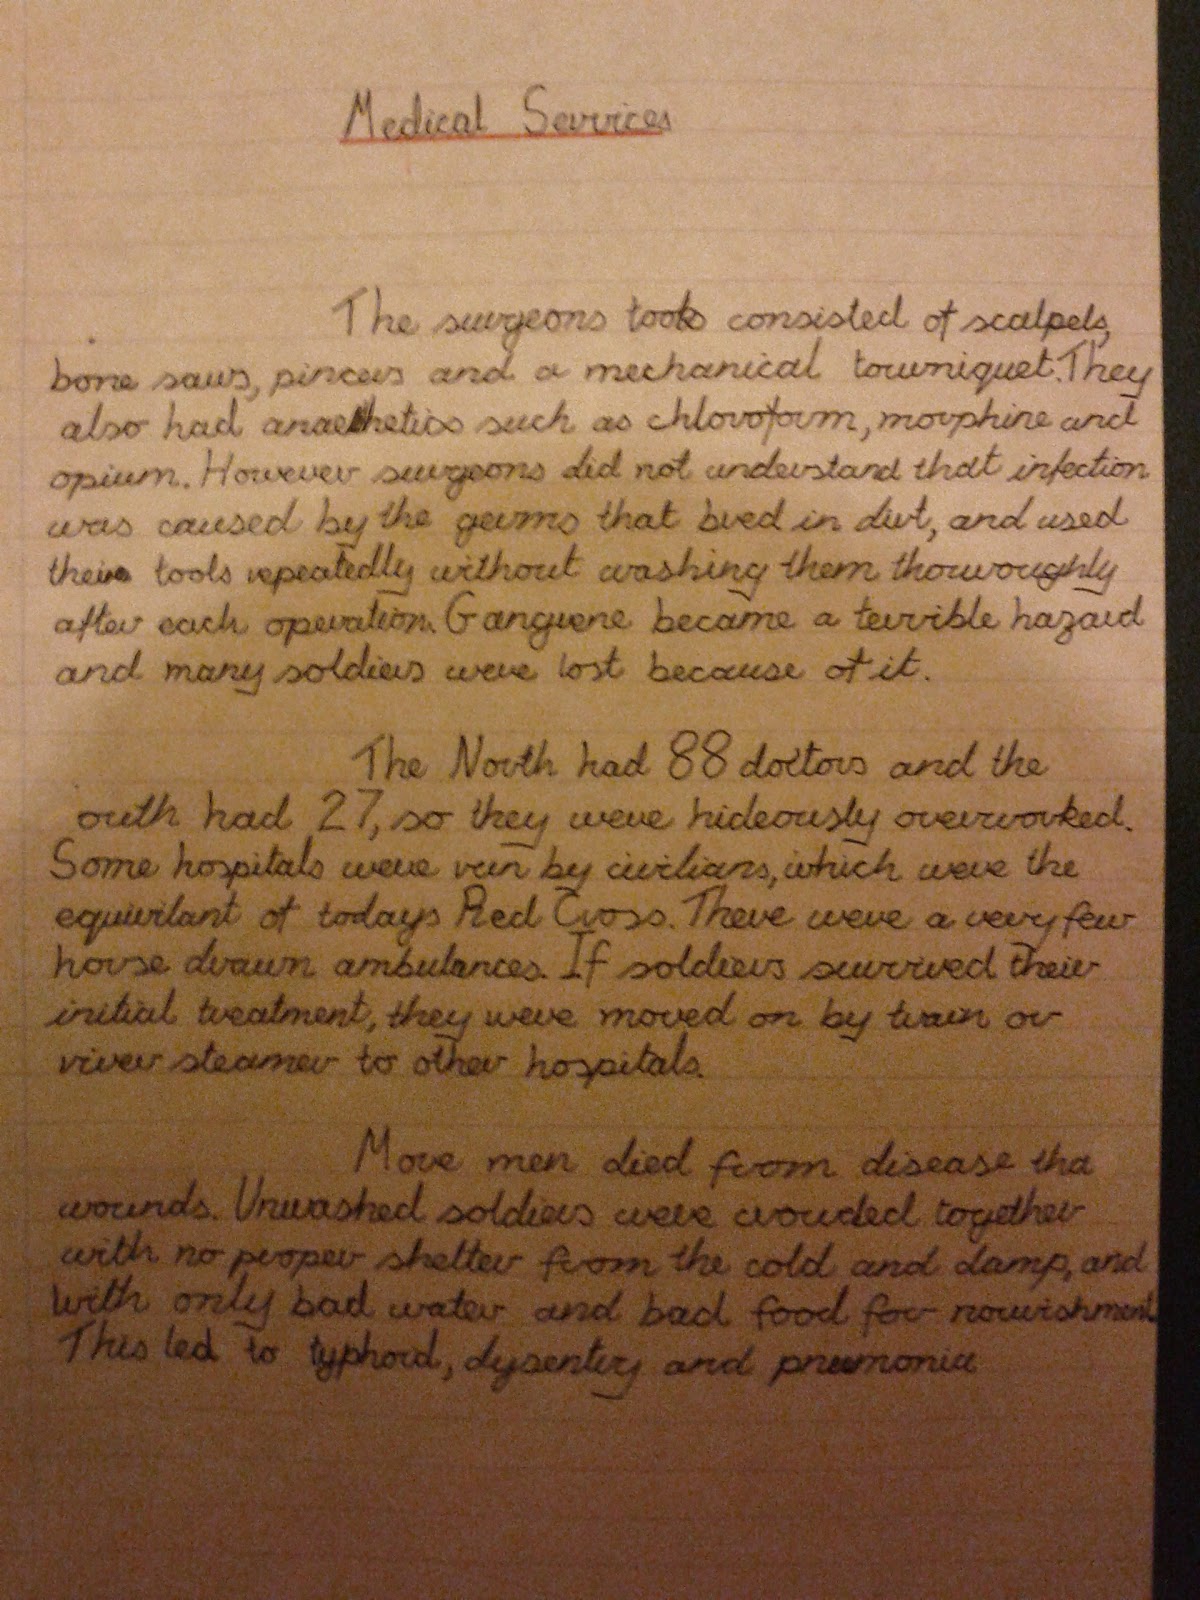 Medical Services
The surgeons tools consisted of scalpels,
bone saws, pincers and a mechanical tourniquet. They
also had anaethetics such as chloroform, morphine and
opium. However surgeons did not understand that infection
was caused by the germs that bred in dirt, and used
their tools repeatedly without washing them thoroughly
after each operation. Gangrene became a terrible hazard
and many soldiers were lost because of it.
The North had 88 doctors and the
outh had 27, so they were hideously overworked.
Some hospitals were run by civilians, which were the
equivilant of todays Red Cross. There were a very few
horse drawn ambulances. If soldiers survived their
initial treatment, they were moved on by train or
river steamer to other hospitals.
More men died from disease tha
wounds. Unwashed soldiers were crowded together
with no proper shelter from the cold and damp, and
with only bad water and bad food for nourishment.
This led to typhoid, dysentry and pneumonia